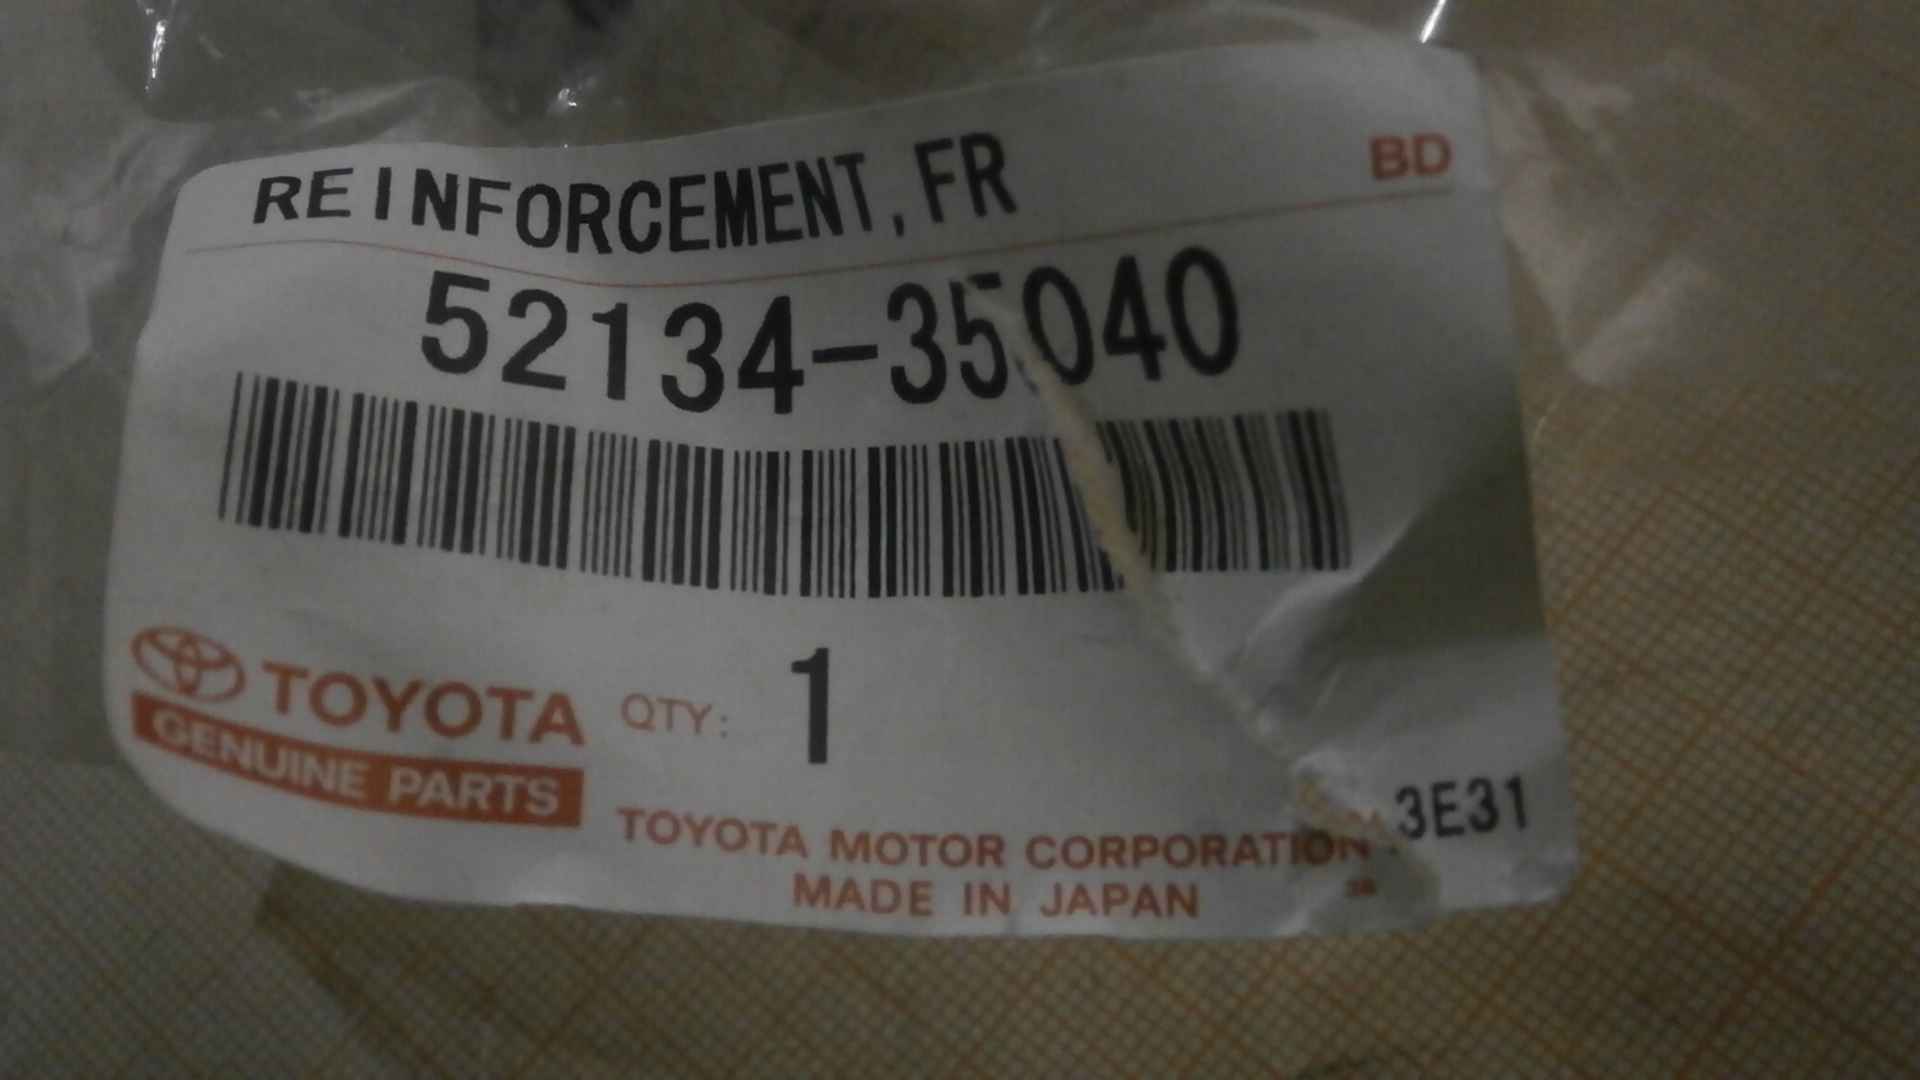 REINFORCEMENT,FR
BD
52134-35040
TOYOTA
GENUINE PARTS
QTY: 1
3E31
TOYOTA MOTOR CORPORATION
MADE IN JAPAN